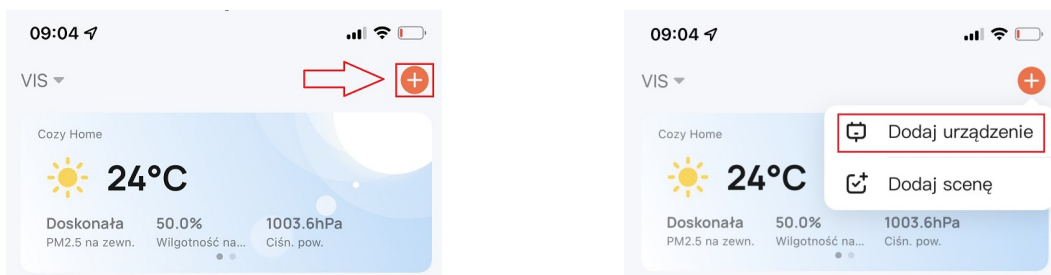 09:04
VIS
Cozy Home
24°C
Doskonała 50.0% 1003.6hPa
PM2.5 na zewn. Wilgotność na... Ciśn. pow.
09:04
VIS
Cozy Home
Dodaj urządzenie
24°C
Dodaj scenę
Doskonała 50.0% 1003.6hPa
PM2.5 na zewn. Wilgotność na... Ciśn. pow.